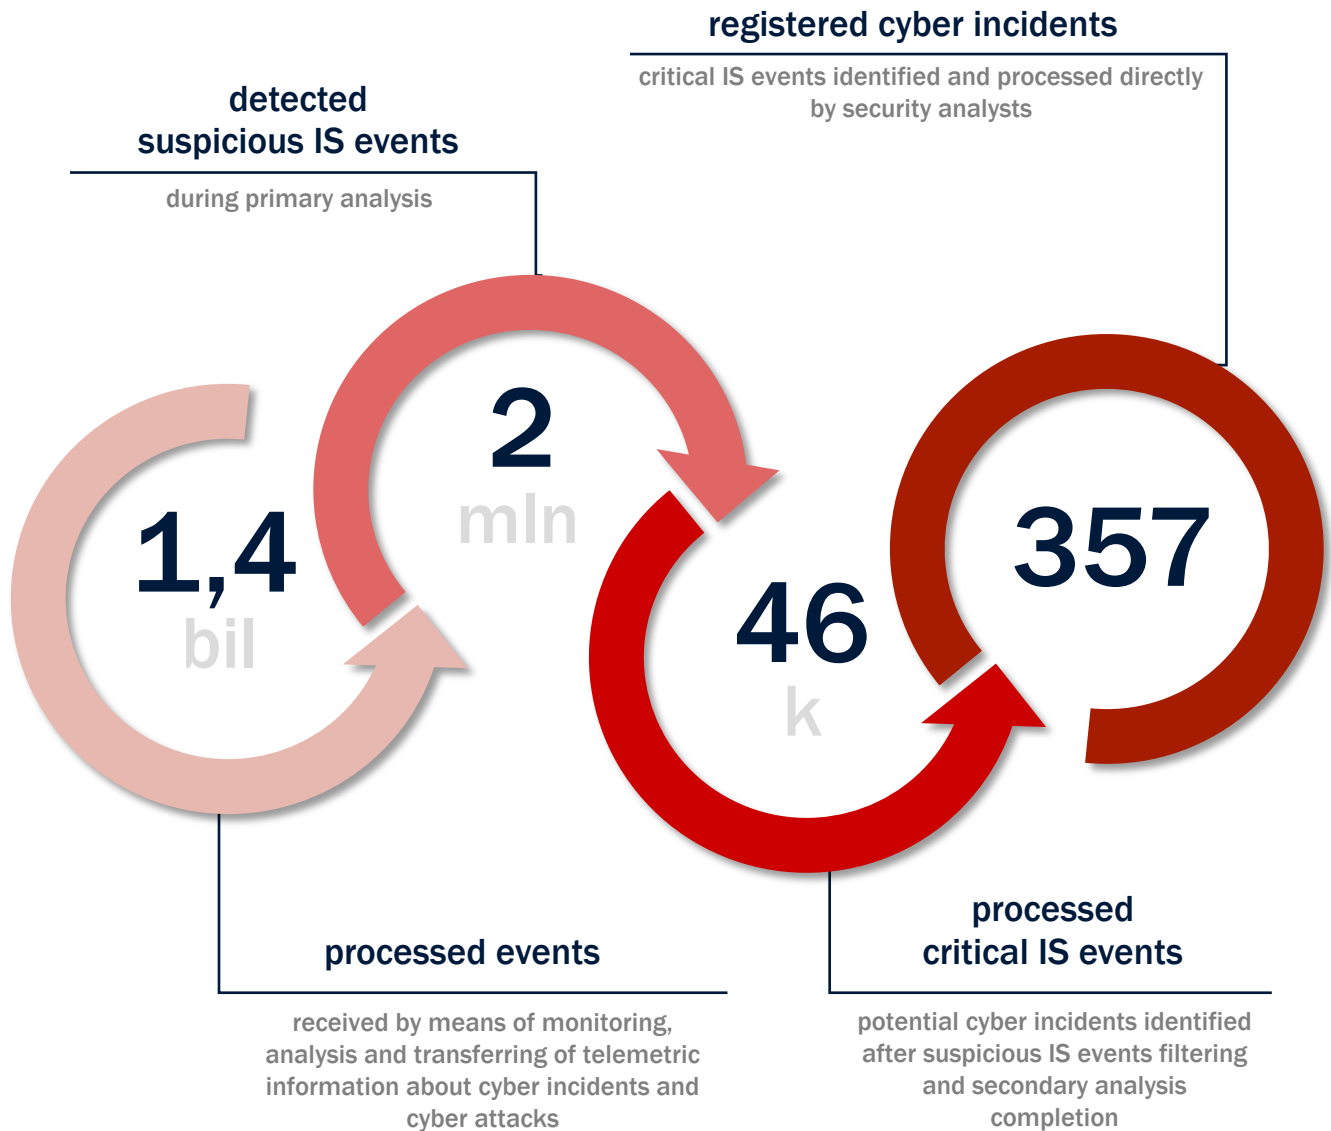 registered cyber incidents
critical IS events identified and processed directly
by security analysts
detected
suspicious IS events
during primary analysis
1,4
bil
2
mln
46
k
357
processed events
received by means of monitoring,
analysis and transferring of telemetric
information about cyber incidents and
cyber attacks
processed
critical IS events
potential cyber incidents identified
after suspicious IS events filtering
and secondary analysis
completion